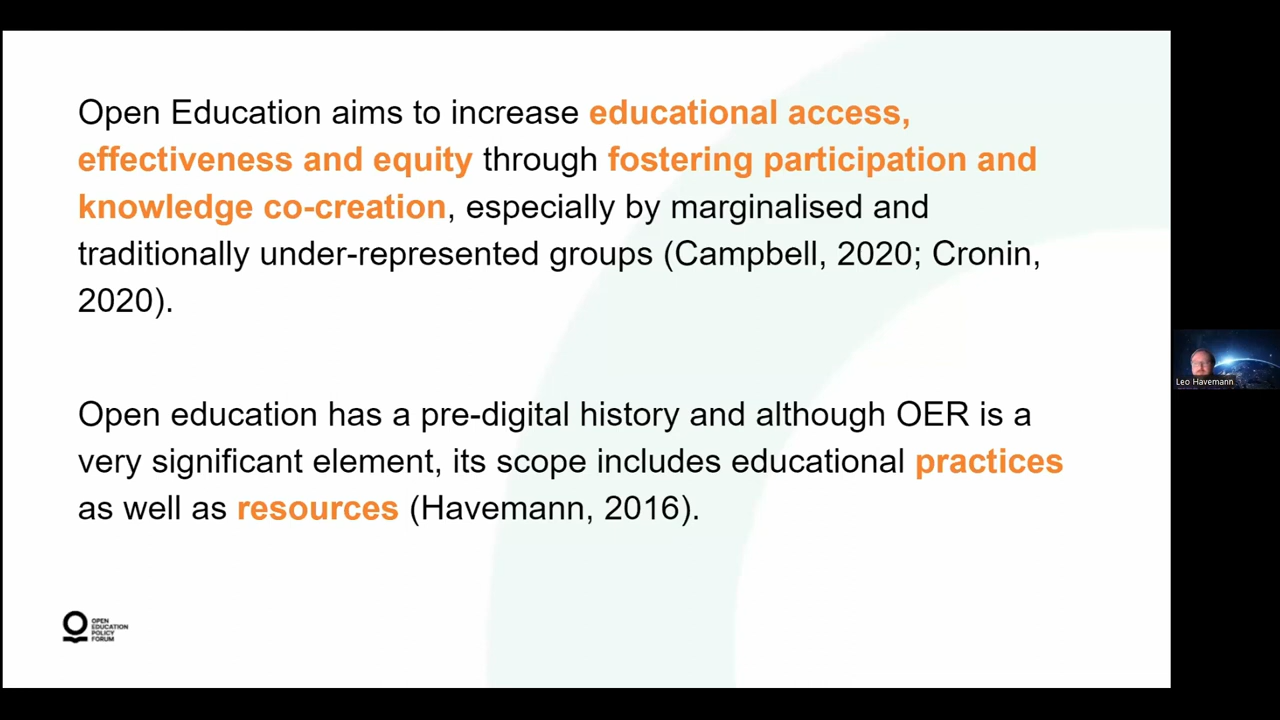 Open Education aims to increase educational access,
effectiveness and equity through fostering participation and
knowledge co-creation, especially by marginalised and
traditionally under-represented groups (Campbell, 2020; Cronin,
2020).
Open education has a pre-digital history and although OER is a
very significant element, its scope includes educational practices
as well as resources (Havemann, 2016).
OPEN
EDUCATION
POLICY
FORUM
Leo Havemann